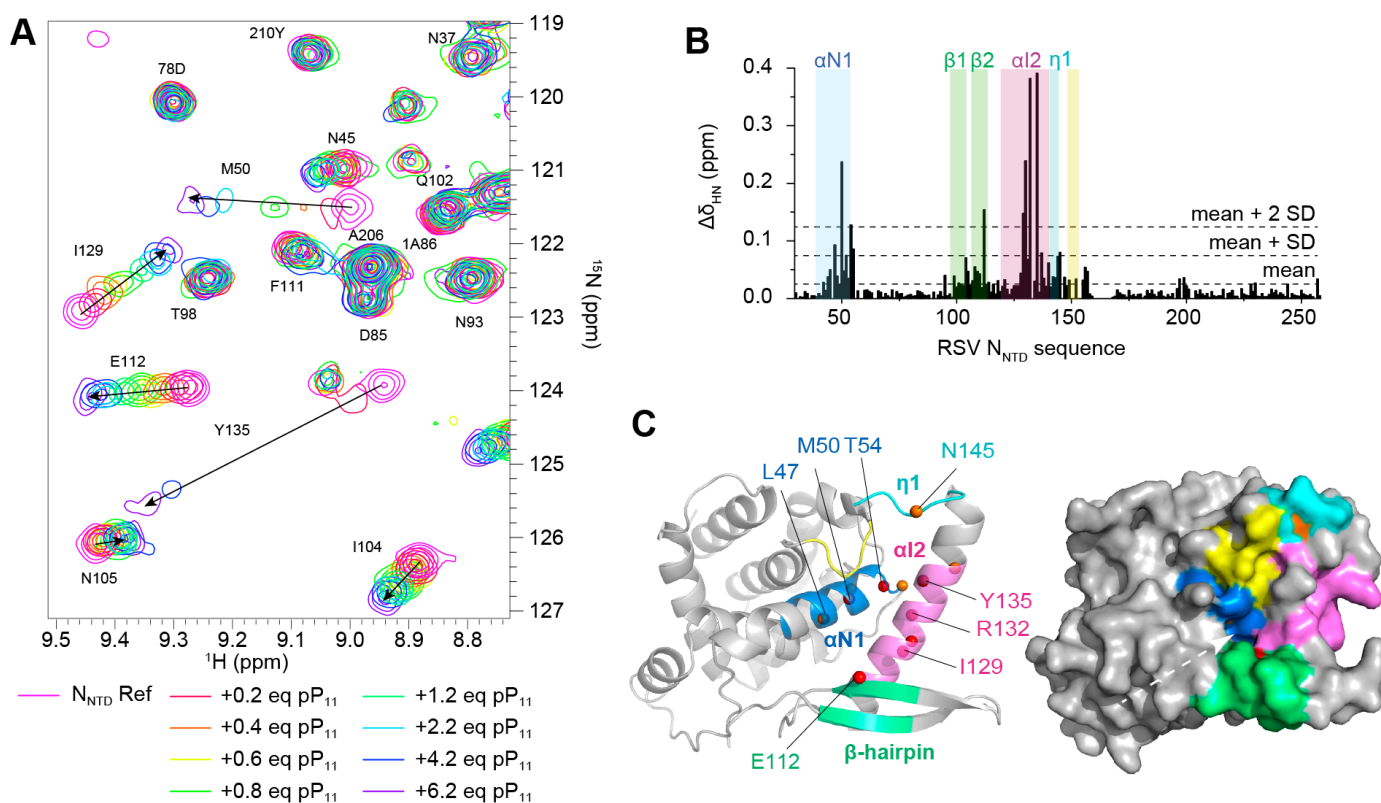 A
210Y
N37
119
78D
120
N45
M50
121
Q102
I129
A206
1A86
122
F111
T98
N93
D85
123
E112
124
Y135
125
126
N105
I104
127
9.5 9.4 9.3 9.2 9.1 9.0 8.9 8.8
¹H (ppm)
¹⁵N (ppm)
N_NTD Ref
+0.2 eq pP₁₁
+0.4 eq pP₁₁
+0.6 eq pP₁₁
+0.8 eq pP₁₁
+1.2 eq pP₁₁
+2.2 eq pP₁₁
+4.2 eq pP₁₁
+6.2 eq pP₁₁
B
αN1 β1 β2 αI2 η1
0.4
0.3
0.2
0.1
0.0
Δδ_HN (ppm)
mean + 2 SD
mean + SD
mean
50 100 150 200 250
RSV N_NTD sequence
C
M50 T54 N145
L47
η1
αI2
Y135
R132
αN1
I129
E112
β-hairpin